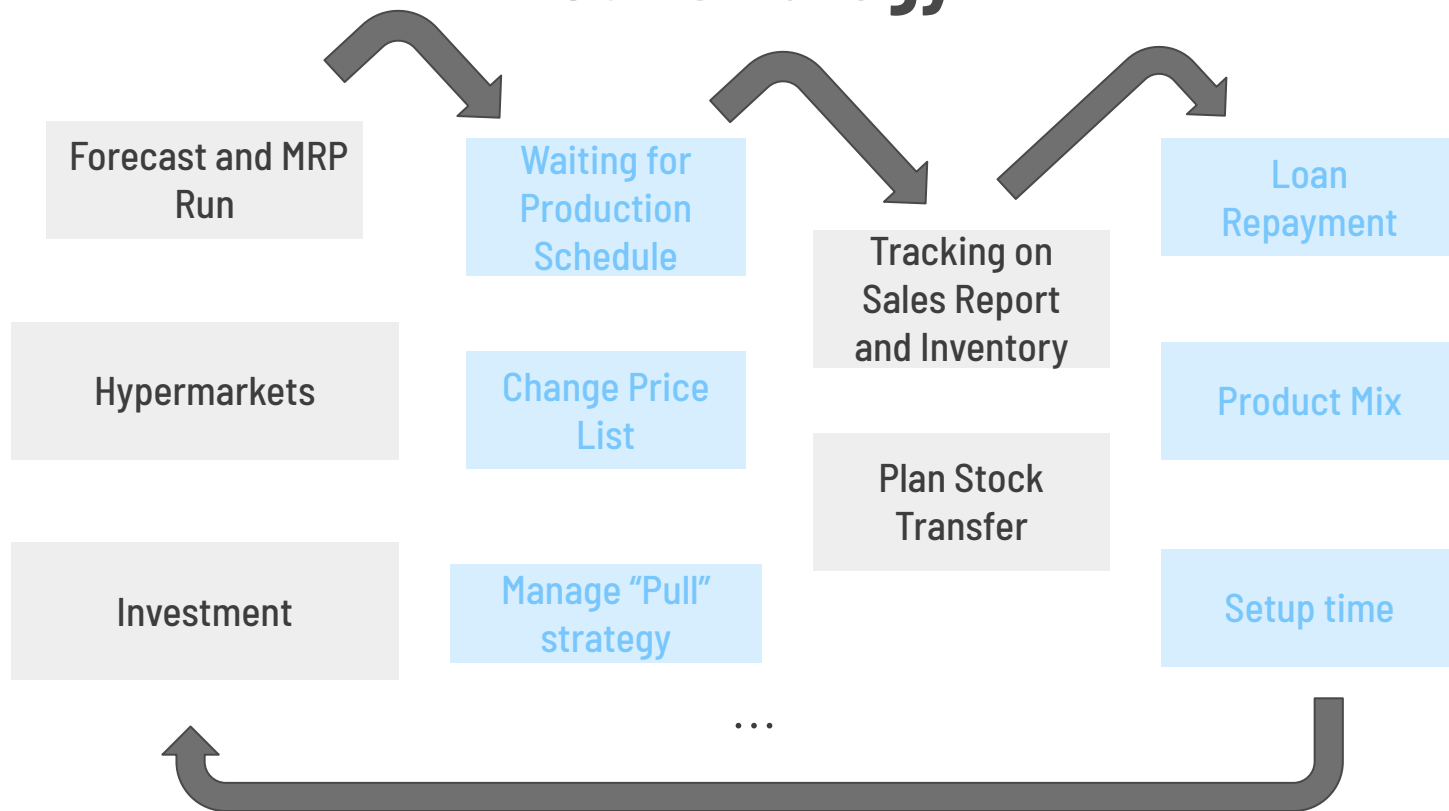 Forecast and MRP
Run
Hypermarkets
Investment
Waiting for
Production
Schedule
Change Price
List
Manage “Pull”
strategy
Tracking on
Sales Report
and Inventory
Plan Stock
Transfer
Loan
Repayment
Product Mix
Setup time
...